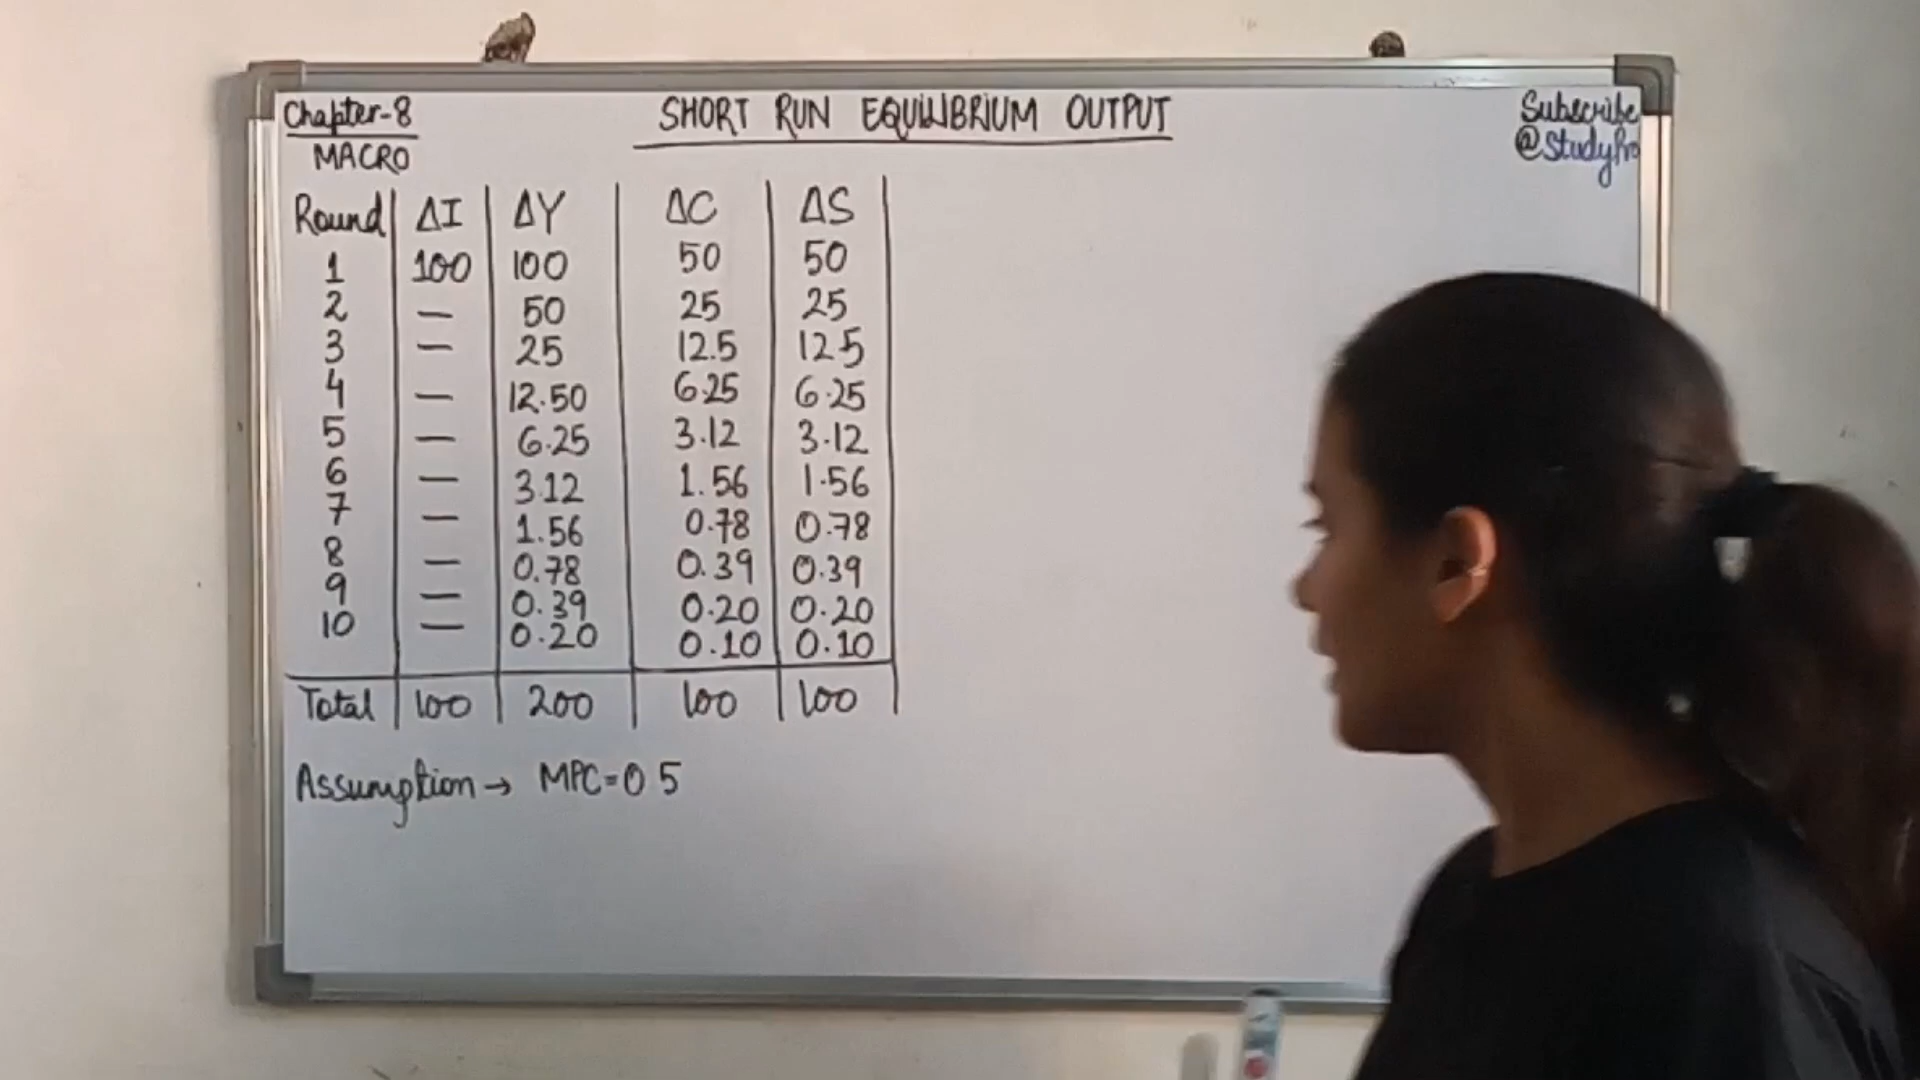 Chapter-8
MACRO
SHORT RUN EQUILIBRIUM OUTPUT
Subscribe
@StudyPro
Round ΔI ΔY ΔC ΔS
1 100 100 50 50
2 — 50 25 25
3 — 25 12.5 12.5
4 — 12.50 6.25 6.25
5 — 6.25 3.12 3.12
6 — 3.12 1.56 1.56
7 — 1.56 0.78 0.78
8 — 0.78 0.39 0.39
9 — 0.39 0.20 0.20
10 — 0.20 0.10 0.10
Total 100 200 100 100
Assumption → MPC=0.5